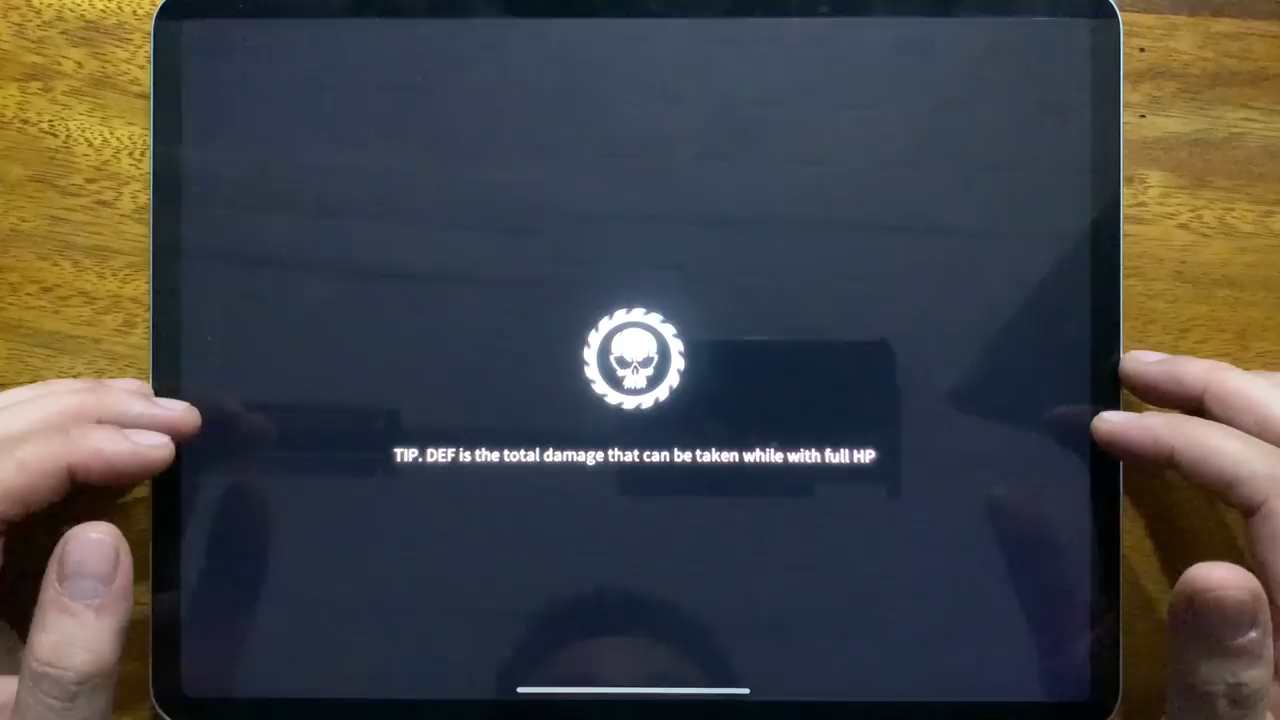 TIP. DEF is the total damage that can be taken while with full HP